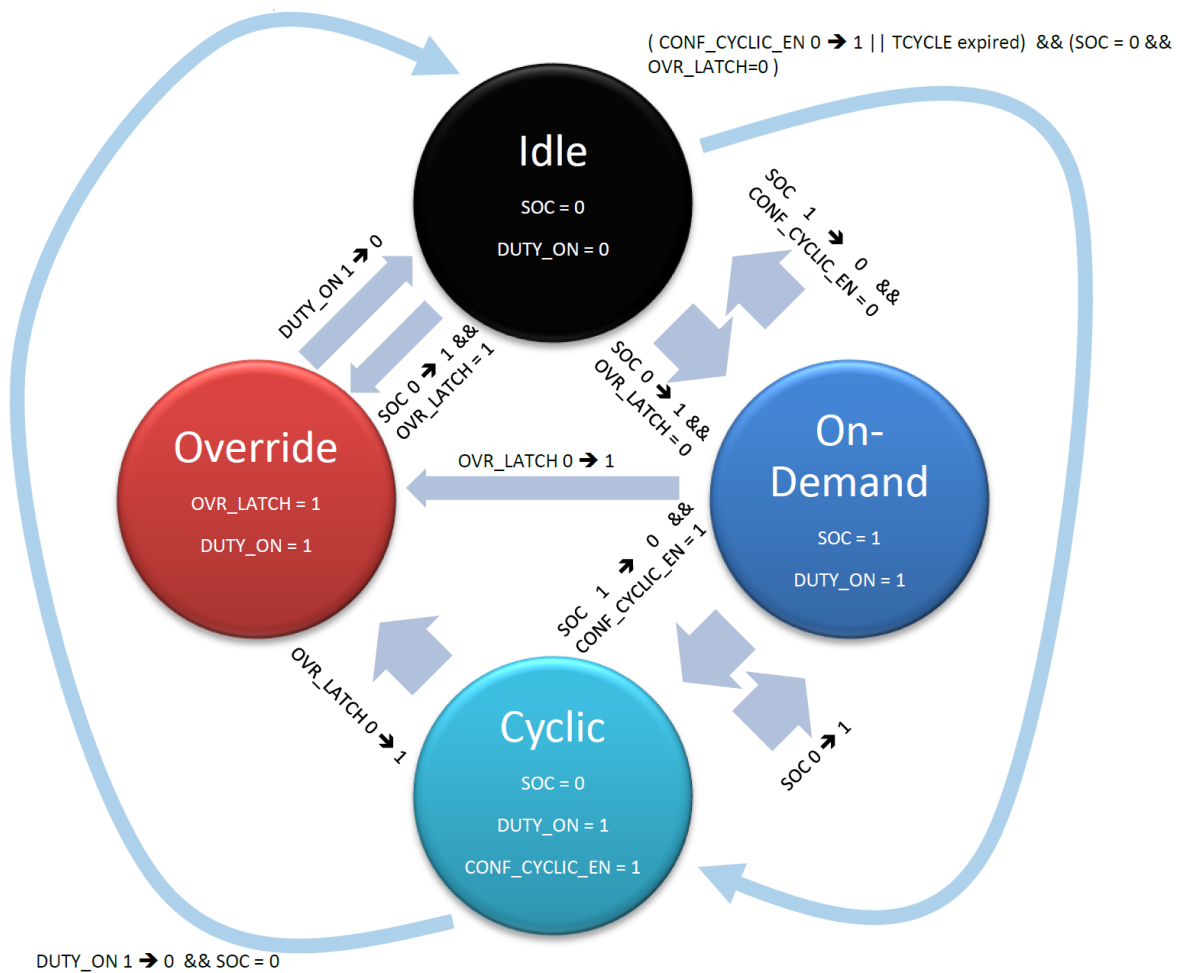 ( CONF_CYCLIC_EN 0 ➔ 1 || TCYCLE expired) && (SOC = 0 &&
OVR_LATCH=0 )
Idle
SOC = 0
DUTY_ON = 0
SOC 1 ➔ 0 &&
CONF_CYCLIC_EN = 0
DUTY_ON 1 ➔ 0
SOC 0 ➔ 1 &&
OVR_LATCH = 1
SOC 0 ➔ 1 &&
OVR_LATCH = 0
Override
OVR_LATCH = 1
DUTY_ON = 1
OVR_LATCH 0 ➔ 1
On-
Demand
SOC = 1
DUTY_ON = 1
SOC 1 ➔ 0 &&
CONF_CYCLIC_EN = 1
OVR_LATCH 0 ➔ 1
Cyclic
SOC = 0
DUTY_ON = 1
CONF_CYCLIC_EN = 1
SOC 0 ➔ 1
DUTY_ON 1 ➔ 0 && SOC = 0